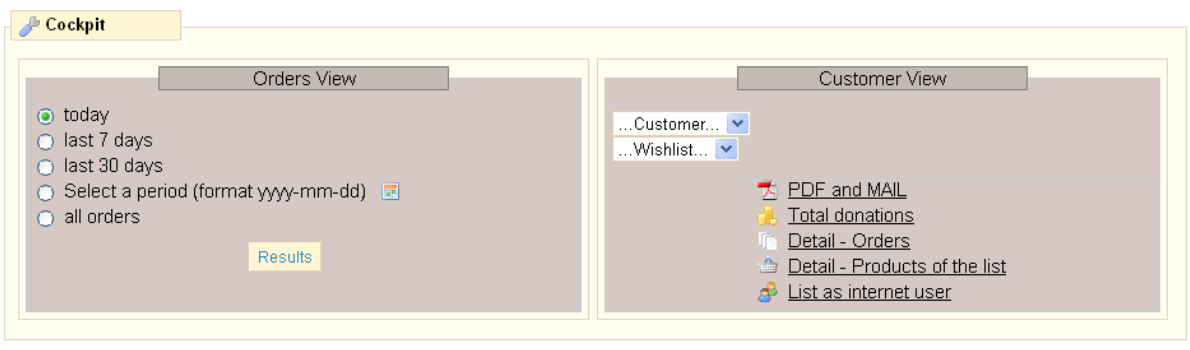 Cockpit
Orders View
today
last 7 days
last 30 days
Select a period (format yyyy-mm-dd)
all orders
Results
Customer View
...Customer...
...Wishlist...
PDF and MAIL
Total donations
Detail - Orders
Detail - Products of the list
List as internet user